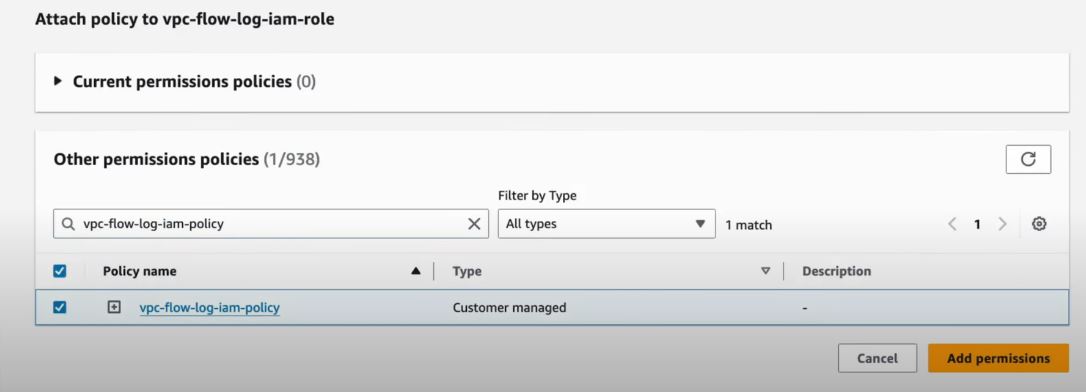 Attach policy to vpc-flow-log-iam-role
Current permissions policies (0)
Other permissions policies (1/938)
Filter by Type
vpc-flow-log-iam-policy
All types
1 match
1
Policy name
Type
Description
vpc-flow-log-iam-policy
Customer managed
-
Cancel
Add permissions